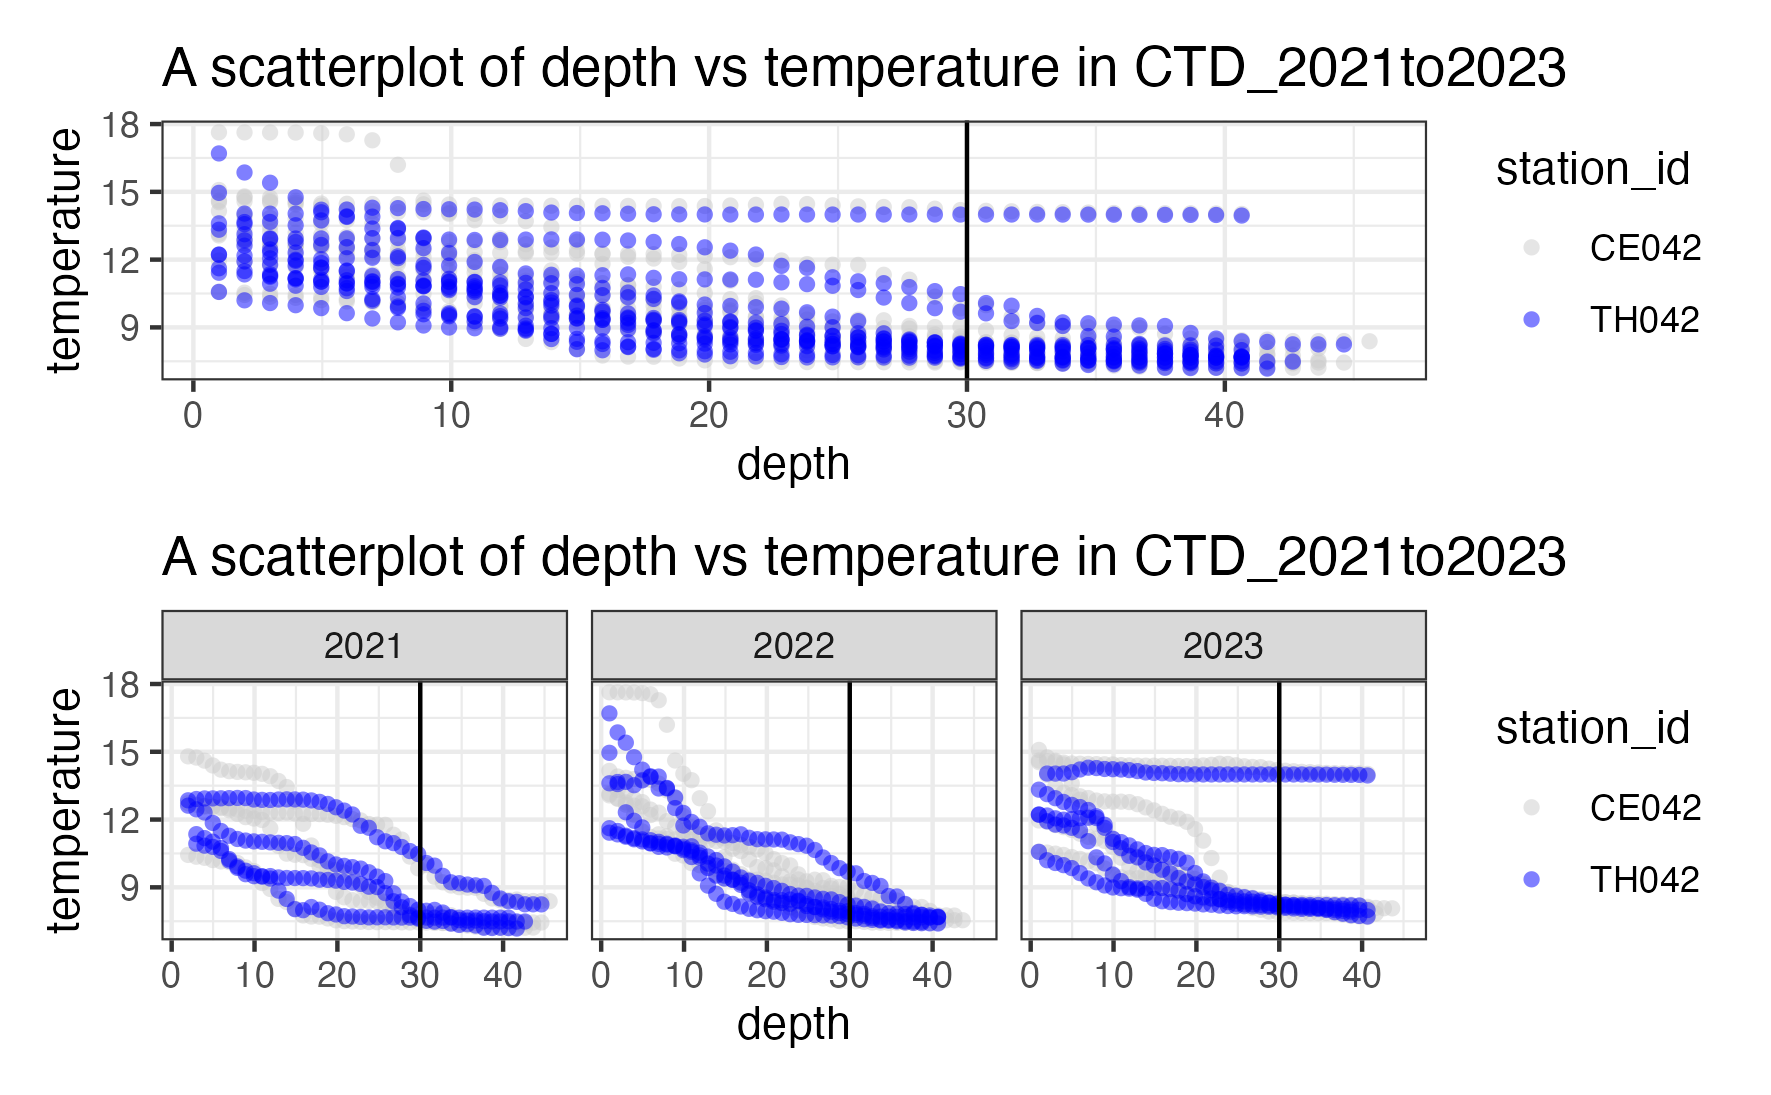 A scatterplot of depth vs temperature in CTD_2021to2023
temperature
18
15
12
9
0 10 20 30 40
depth
station_id
CE042
TH042
A scatterplot of depth vs temperature in CTD_2021to2023
2021 2022 2023
temperature
18
15
12
9
0 10 20 30 40 0 10 20 30 40 0 10 20 30 40
depth
station_id
CE042
TH042